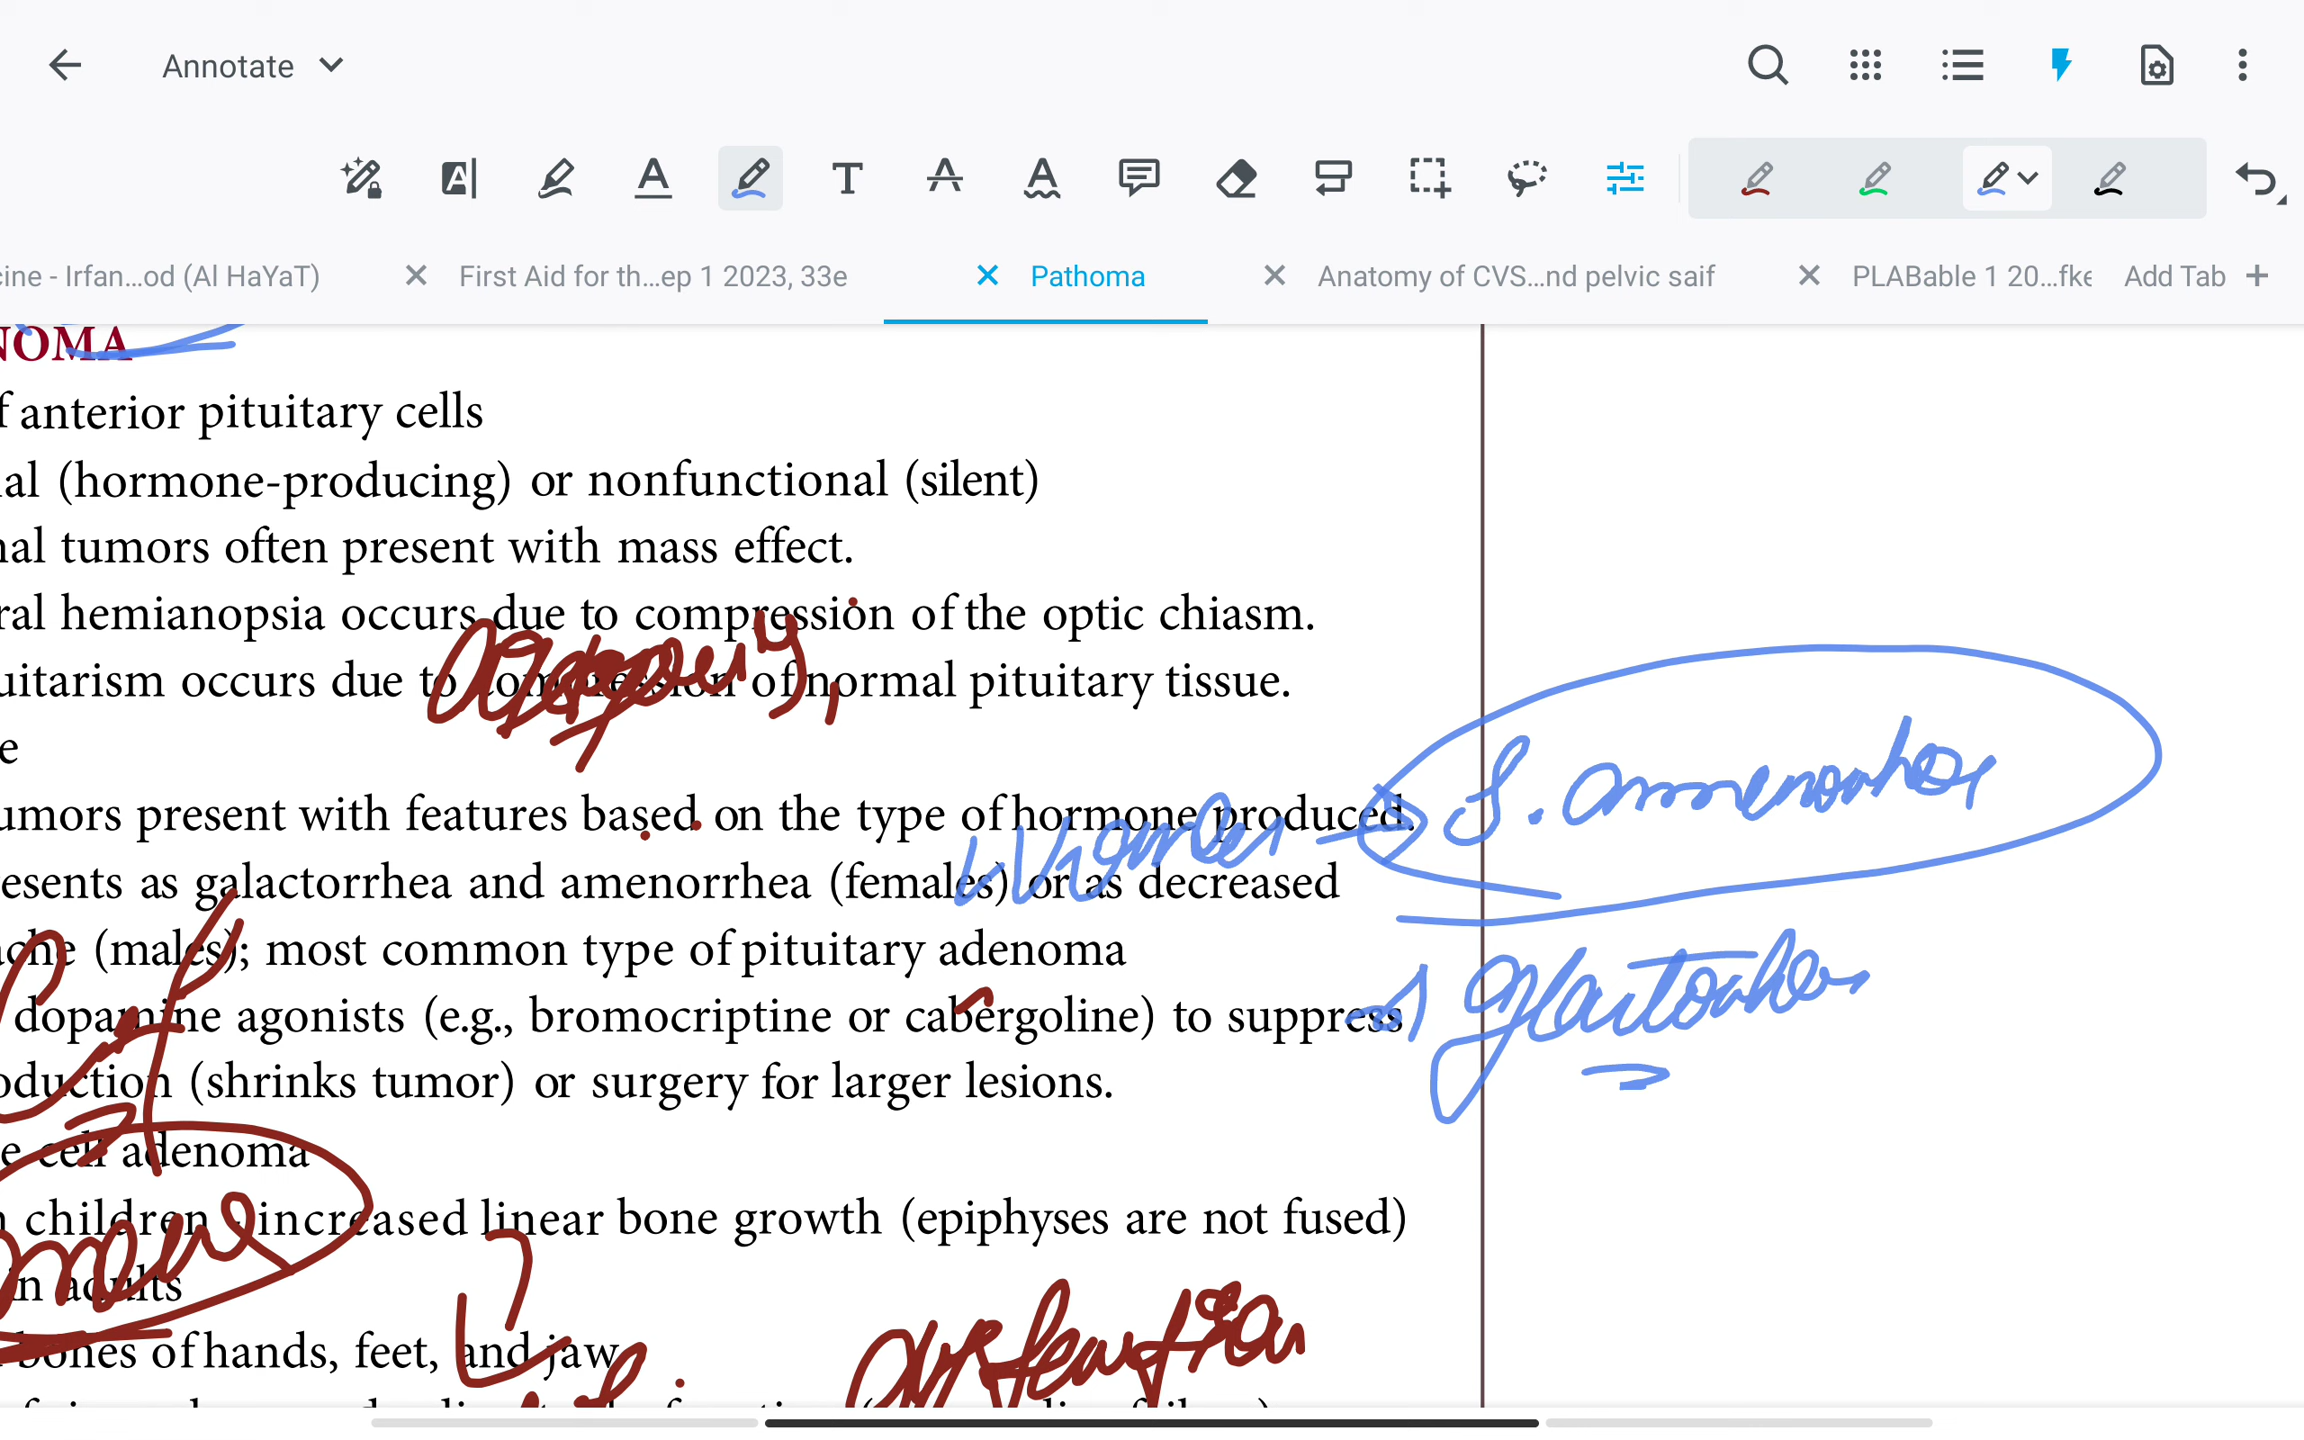 Annotate
cine - Irfan...od (Al HaYaT)
First Aid for th...ep 1 2023, 33e
Pathoma
Anatomy of CVS...nd pelvic saif
PLABable 1 20...fke
Add Tab +
NOMA
f anterior pituitary cells
al (hormone-producing) or nonfunctional (silent)
nal tumors often present with mass effect.
ral hemianopsia occurs due to compression of the optic chiasm.
uitarism occurs due to compression of normal pituitary tissue.
e
umors present with features based on the type of hormone produced.
esents as galactorrhea and amenorrhea (females) or as decreased
ache (males); most common type of pituitary adenoma
dopamine agonists (e.g., bromocriptine or cabergoline) to suppress
oduction (shrinks tumor) or surgery for larger lesions.
e cell adenoma
n children - increased linear bone growth (epiphyses are not fused)
in adults
bones of hands, feet, and jaw